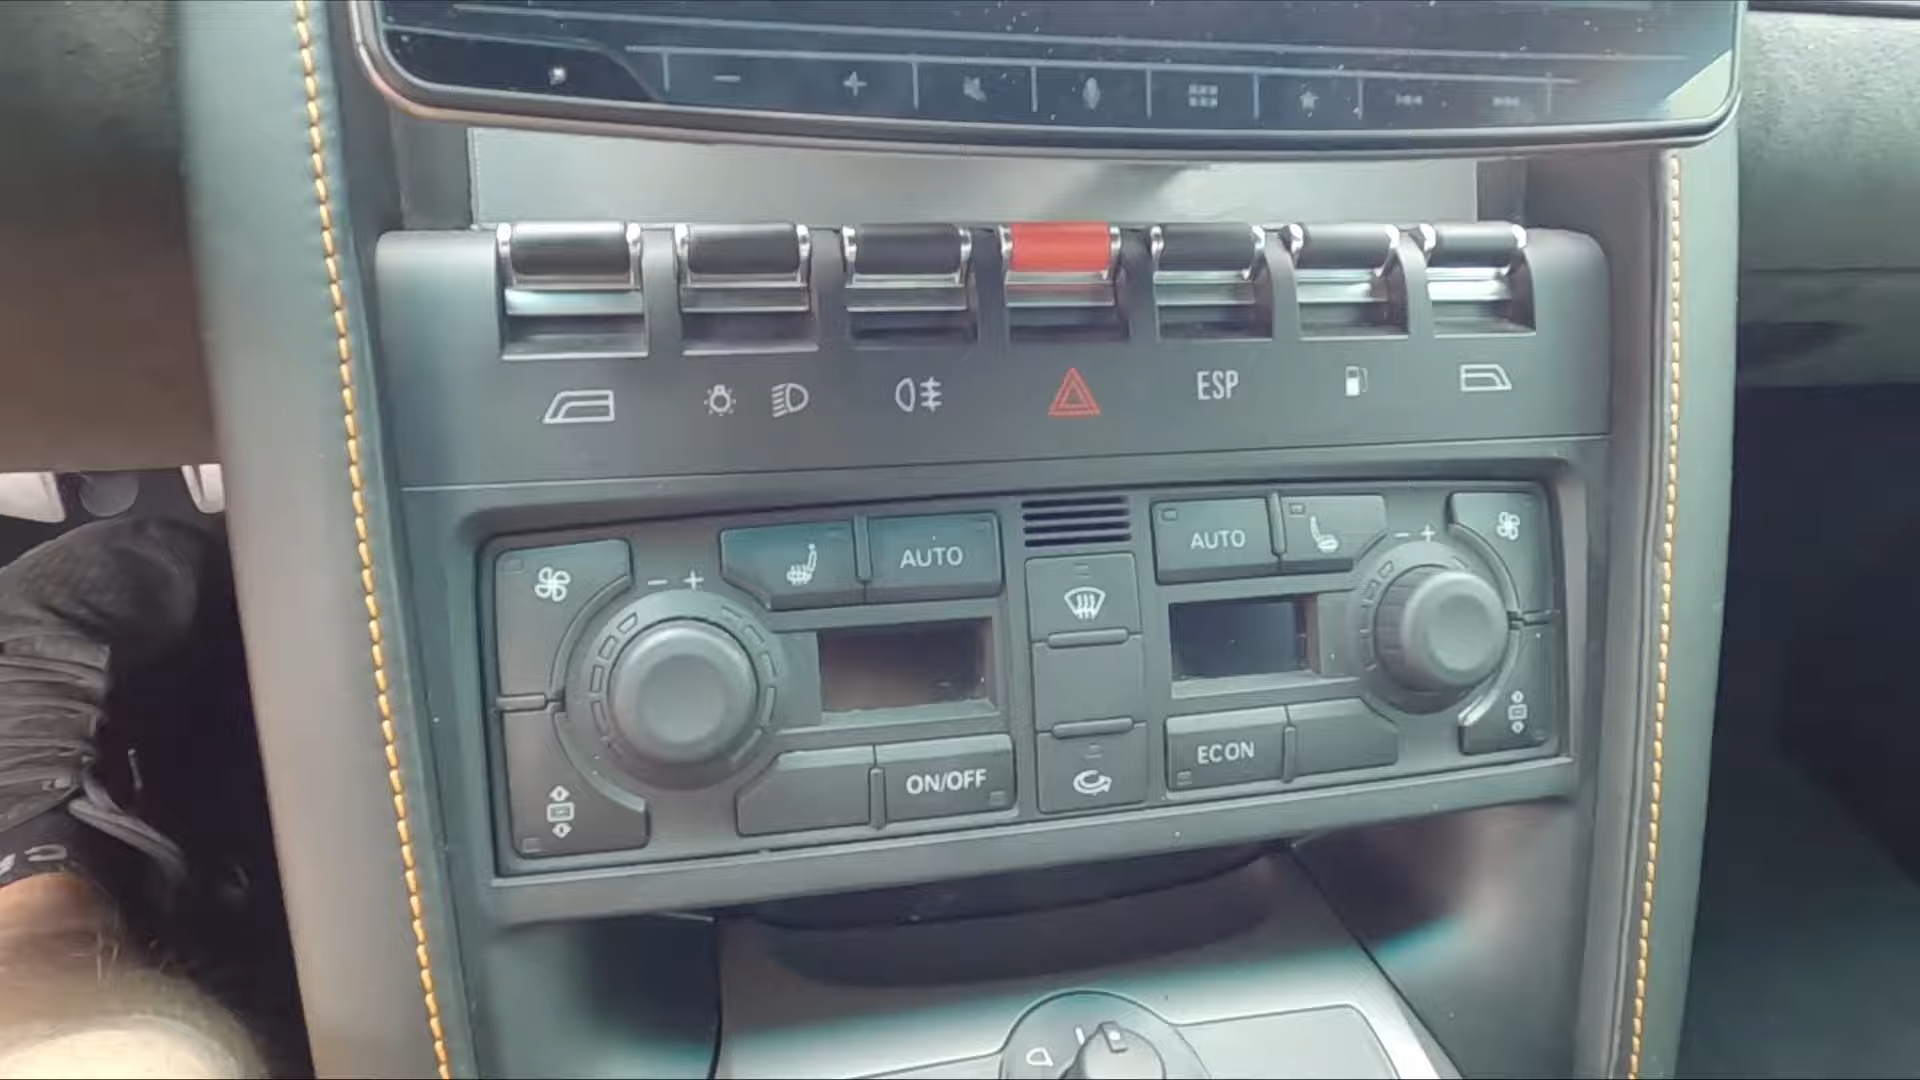 ESP
AUTO
AUTO
- +
- +
ON/OFF
ECON